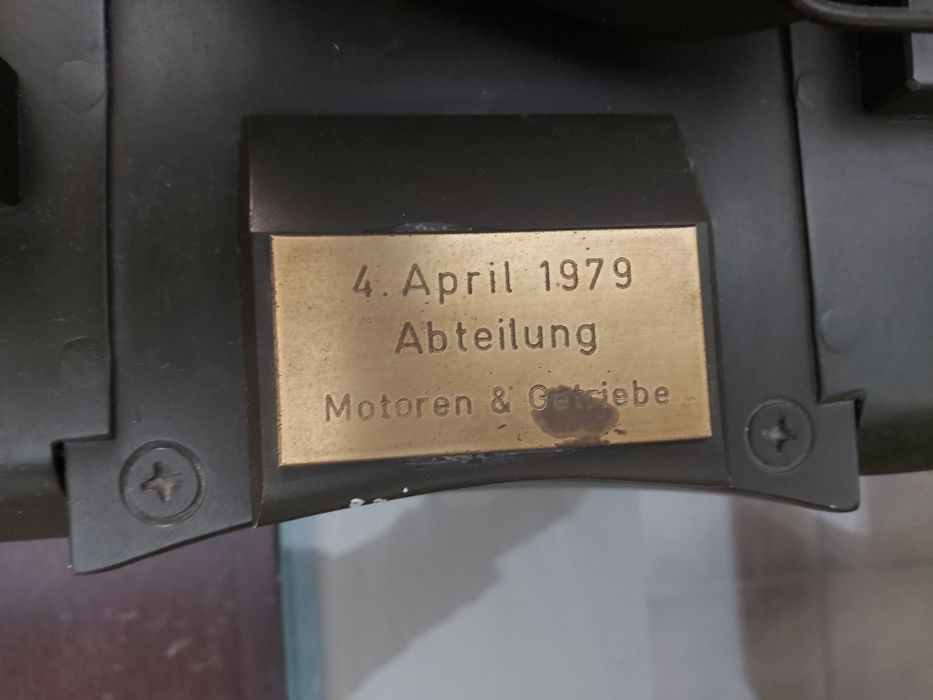 4. April 1979
Abteilung
Motoren & Getriebe